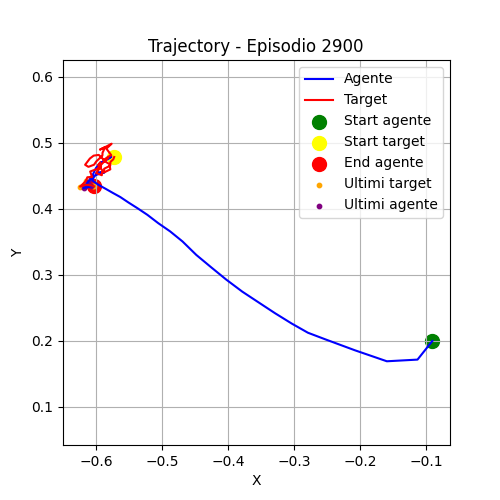 Trajectory - Episodio 2900
Agente
Target
Start agente
Start target
End agente
Ultimi target
Ultimi agente
0.6
0.5
0.4
0.3
0.2
0.1
Y
−0.6 −0.5 −0.4 −0.3 −0.2 −0.1
X